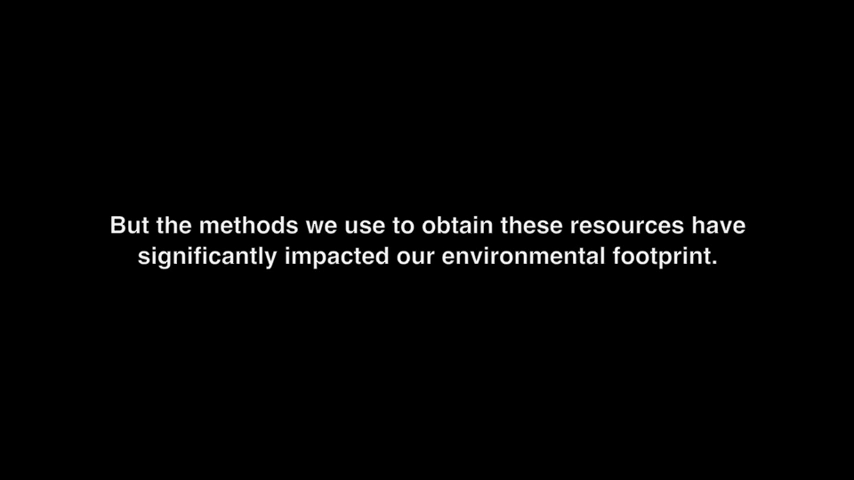 But the methods we use to obtain these resources have
significantly impacted our environmental footprint.